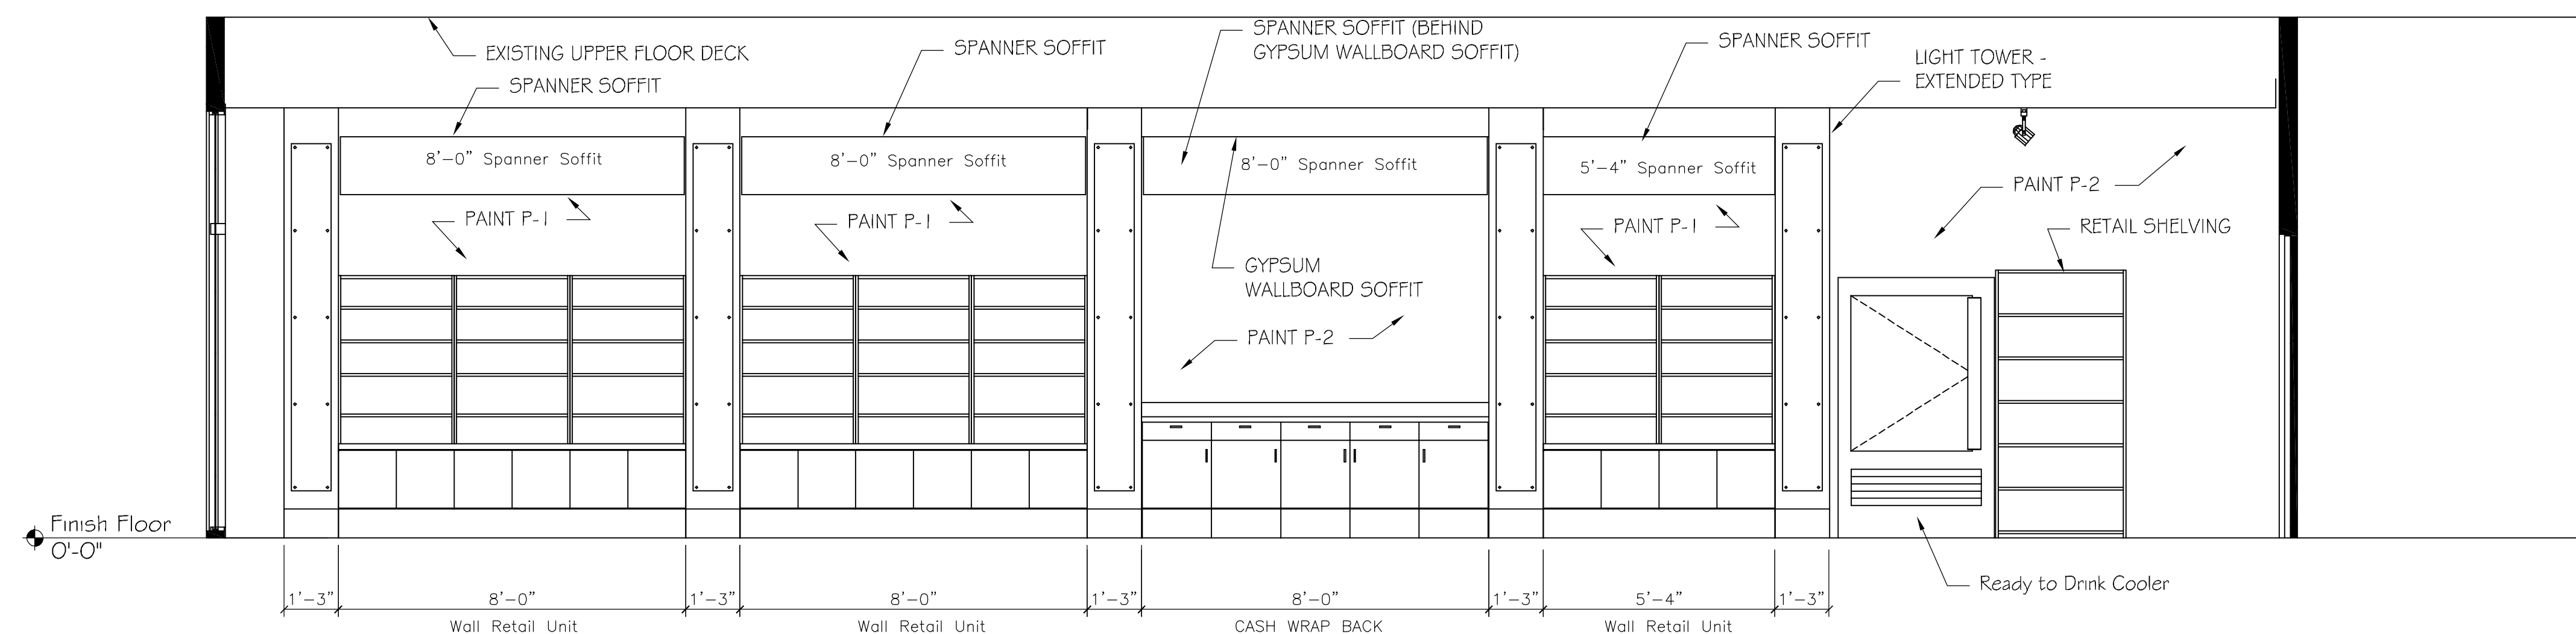 EXISTING UPPER FLOOR DECK
SPANNER SOFFIT
SPANNER SOFFIT
SPANNER SOFFIT (BEHIND
GYPSUM WALLBOARD SOFFIT)
SPANNER SOFFIT
LIGHT TOWER -
EXTENDED TYPE
8'-0" Spanner Soffit
8'-0" Spanner Soffit
8'-0" Spanner Soffit
5'-4" Spanner Soffit
PAINT P-1
PAINT P-1
PAINT P-1
PAINT P-2
RETAIL SHELVING
GYPSUM
WALLBOARD SOFFIT
PAINT P-2
Finish Floor
0'-0"
Ready to Drink Cooler
1'-3"
8'-0"
1'-3"
8'-0"
1'-3"
8'-0"
1'-3"
5'-4"
1'-3"
Wall Retail Unit
Wall Retail Unit
CASH WRAP BACK
Wall Retail Unit